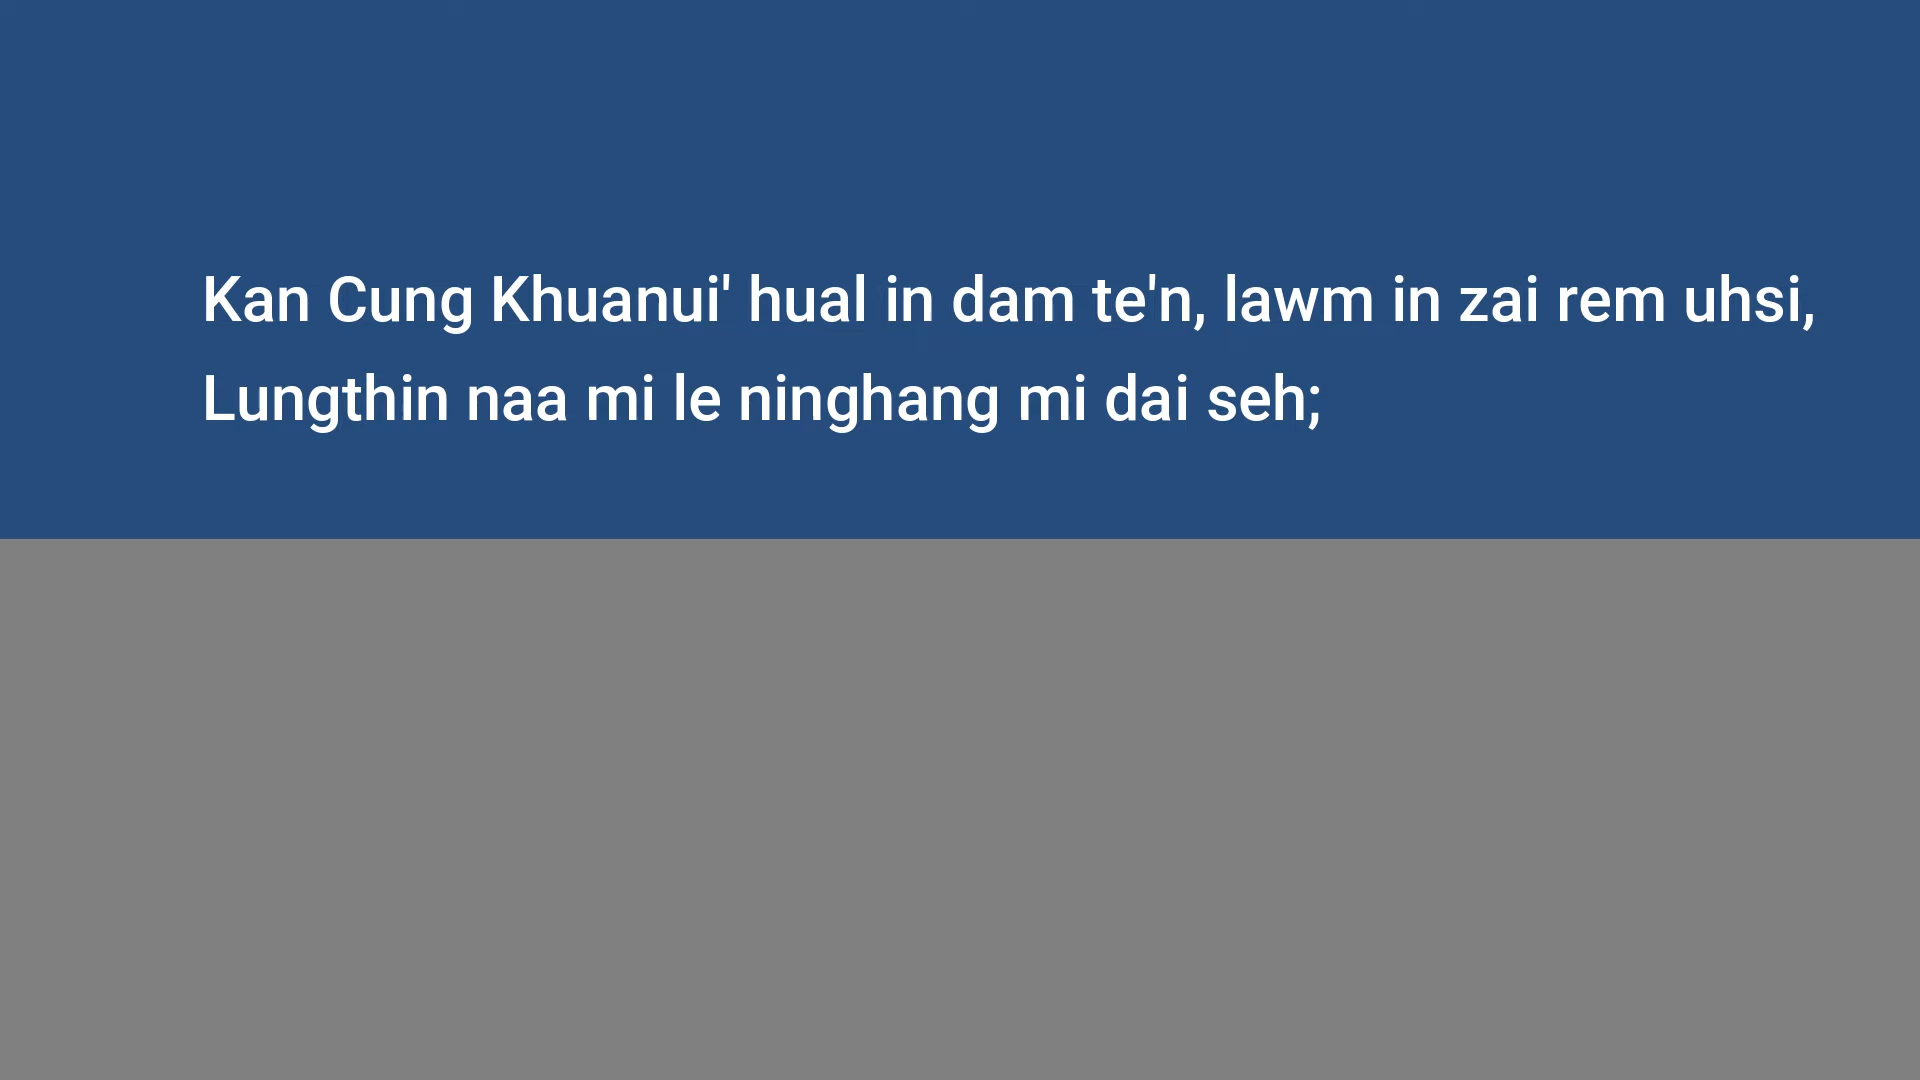 Kan Cung Khuanui' hual in dam te'n, lawm in zai rem uhsi,
Lungthin naa mi le ninghang mi dai seh;